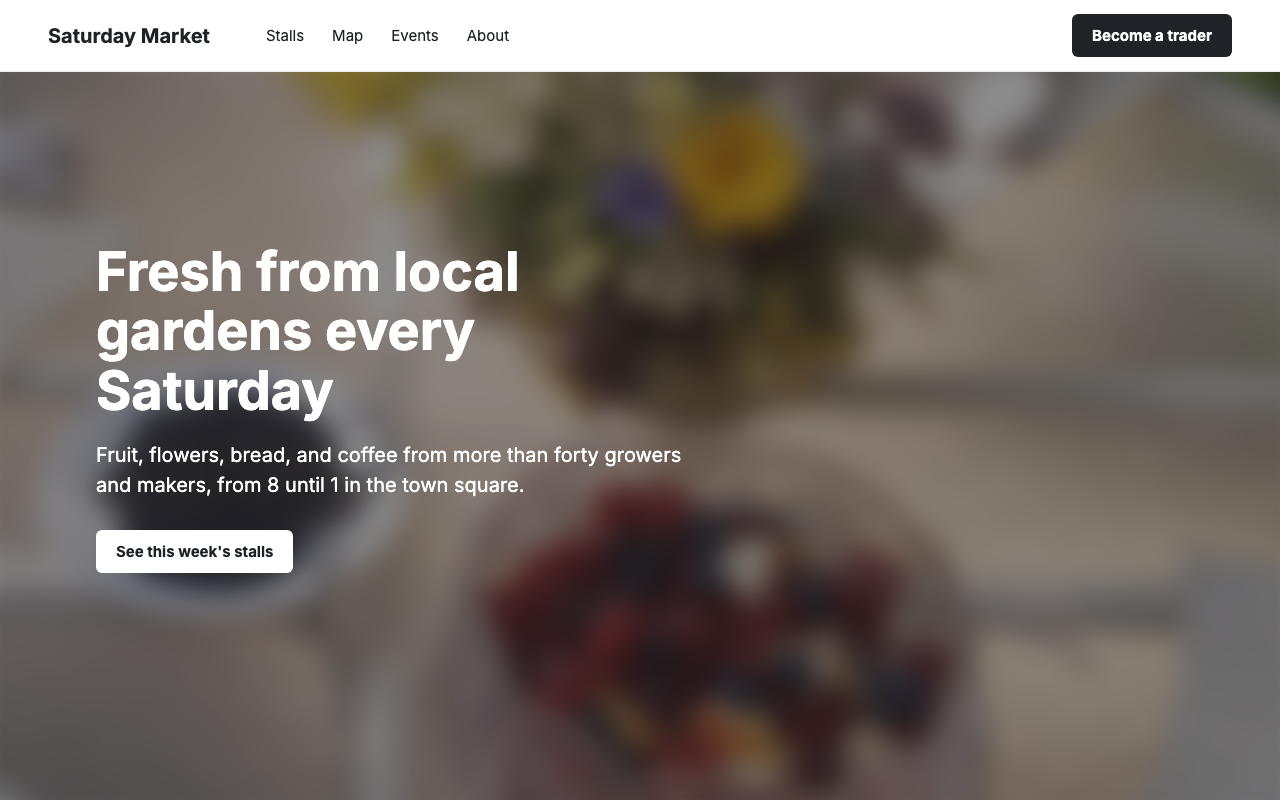 Saturday Market
Stalls
Map
Events
About
Become a trader
Fresh from local
gardens every
Saturday
Fruit, flowers, bread, and coffee from more than forty growers
and makers, from 8 until 1 in the town square.
See this week's stalls